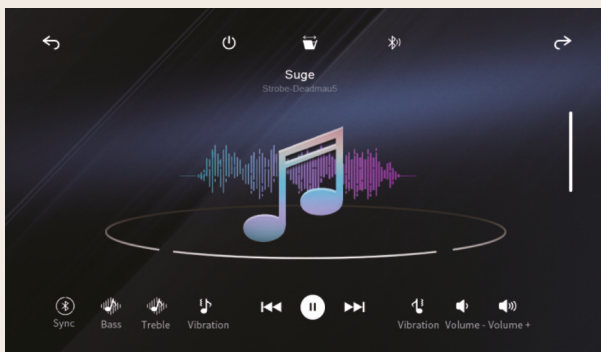 Suge
Strobe-Deadmau5
Sync
Bass
Treble
Vibration
Vibration
Volume -
Volume +